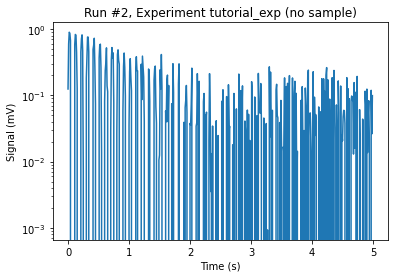 Run #2, Experiment tutorial_exp (no sample)
10⁰
10⁻¹
10⁻²
10⁻³
Signal (mV)
0 1 2 3 4 5
Time (s)